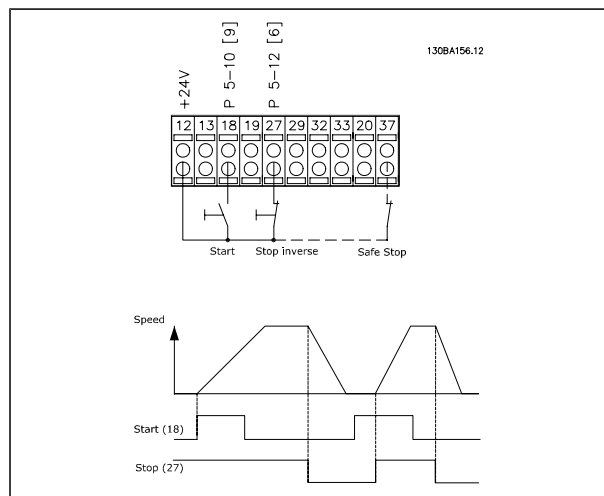 130BA156.12
+24V
P 5-10 [9]
P 5-12 [6]
12 13 18 19 27 29 32 33 20 37
Start Stop inverse Safe Stop
Speed
Start (18)
Stop (27)